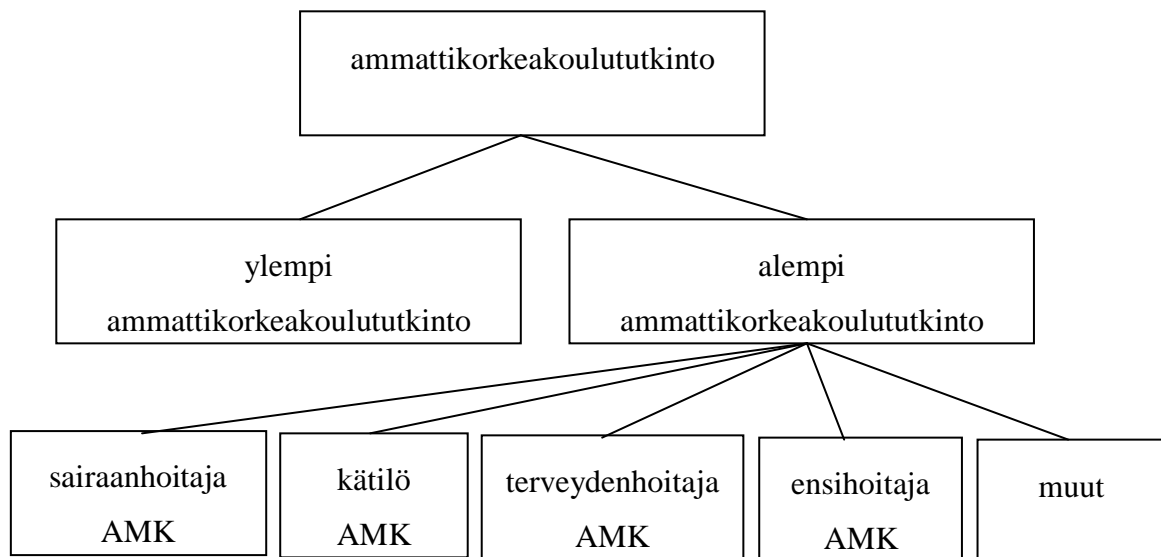 ammattikorkeakoulututkinto
ylempi
ammattikorkeakoulututkinto
alempi
ammattikorkeakoulututkinto
sairaanhoitaja
AMK
kätilö
AMK
terveydenhoitaja
AMK
ensihoitaja
AMK
muut